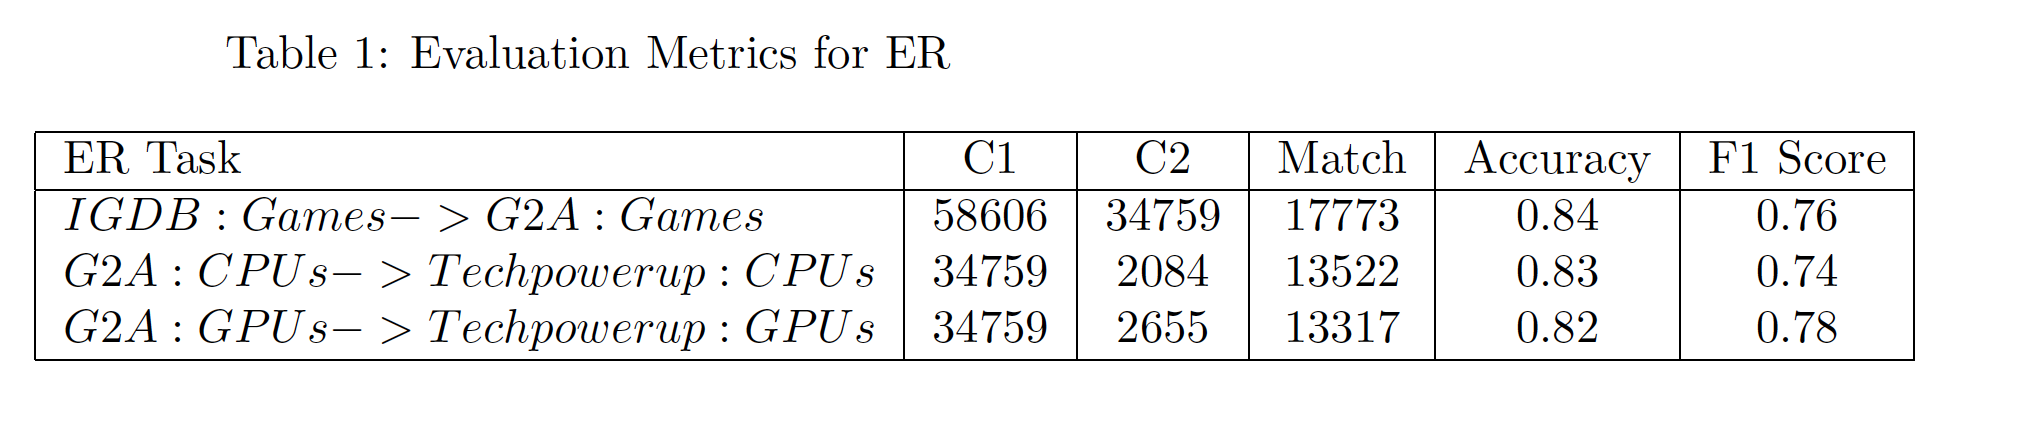 Table 1: Evaluation Metrics for ER
ER Task C1 C2 Match Accuracy F1 Score
IGDB : Games− > G2A : Games 58606 34759 17773 0.84 0.76
G2A : CPUs− > Techpowerup : CPUs 34759 2084 13522 0.83 0.74
G2A : GPUs− > Techpowerup : GPUs 34759 2655 13317 0.82 0.78